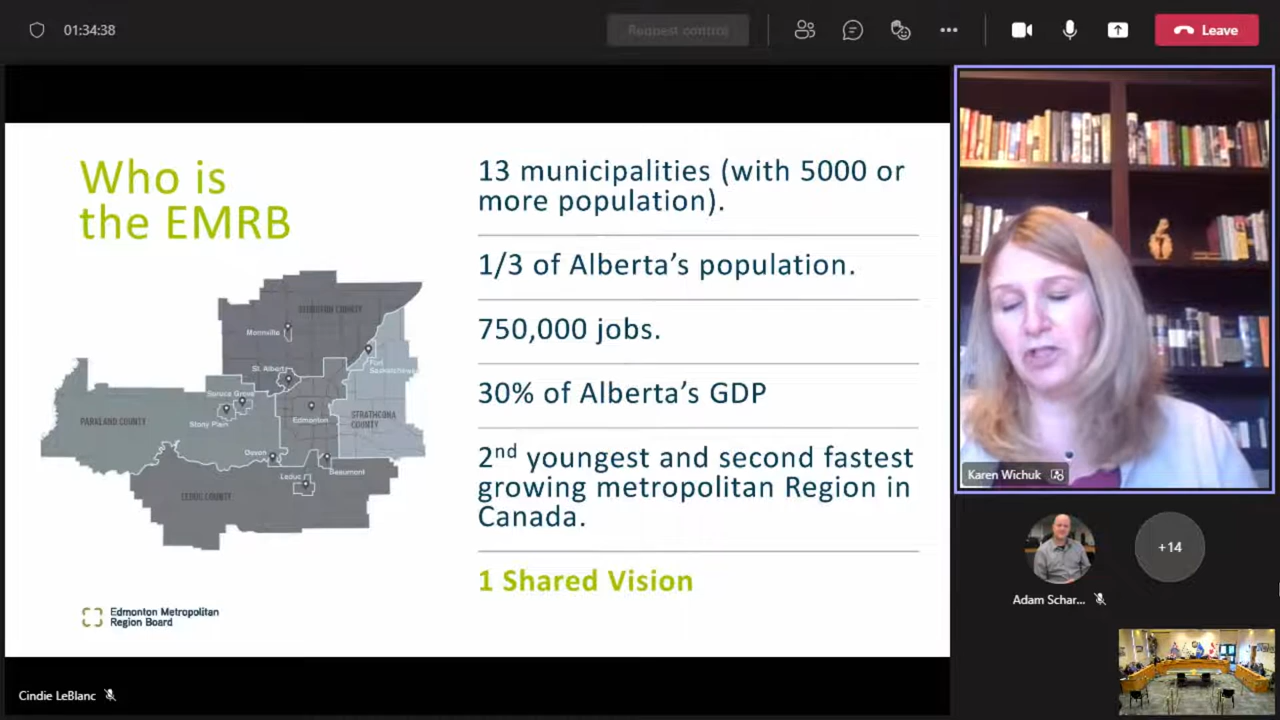 01:34:38
Request control
Leave
Who is
the EMRB
13 municipalities (with 5000 or
more population).
1/3 of Alberta's population.
750,000 jobs.
30% of Alberta's GDP
2nd youngest and second fastest
growing metropolitan Region in
Canada.
1 Shared Vision
STURGEON COUNTY
Morinville
St. Albert
Fort
Saskatchewan
Spruce Grove
Stony Plain
PARKLAND COUNTY
Edmonton
STRATHCONA
COUNTY
Devon
Beaumont
Leduc
LEDUC COUNTY
Edmonton Metropolitan
Region Board
Karen Wichuk
+14
Adam Schar...
Cindie LeBlanc